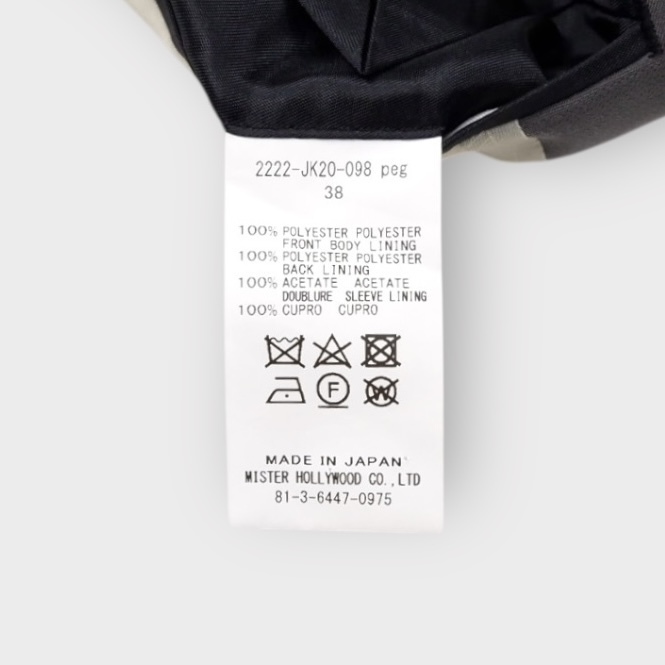 2222-JK20-098 peg
38
100% POLYESTER POLYESTER
FRONT BODY LINING
100% POLYESTER POLYESTER
BACK LINING
100% ACETATE ACETATE
DOUBLURE SLEEVE LINING
100% CUPRO CUPRO
F
W
MADE IN JAPAN
MISTER HOLLYWOOD CO.,LTD
81-3-6447-0975